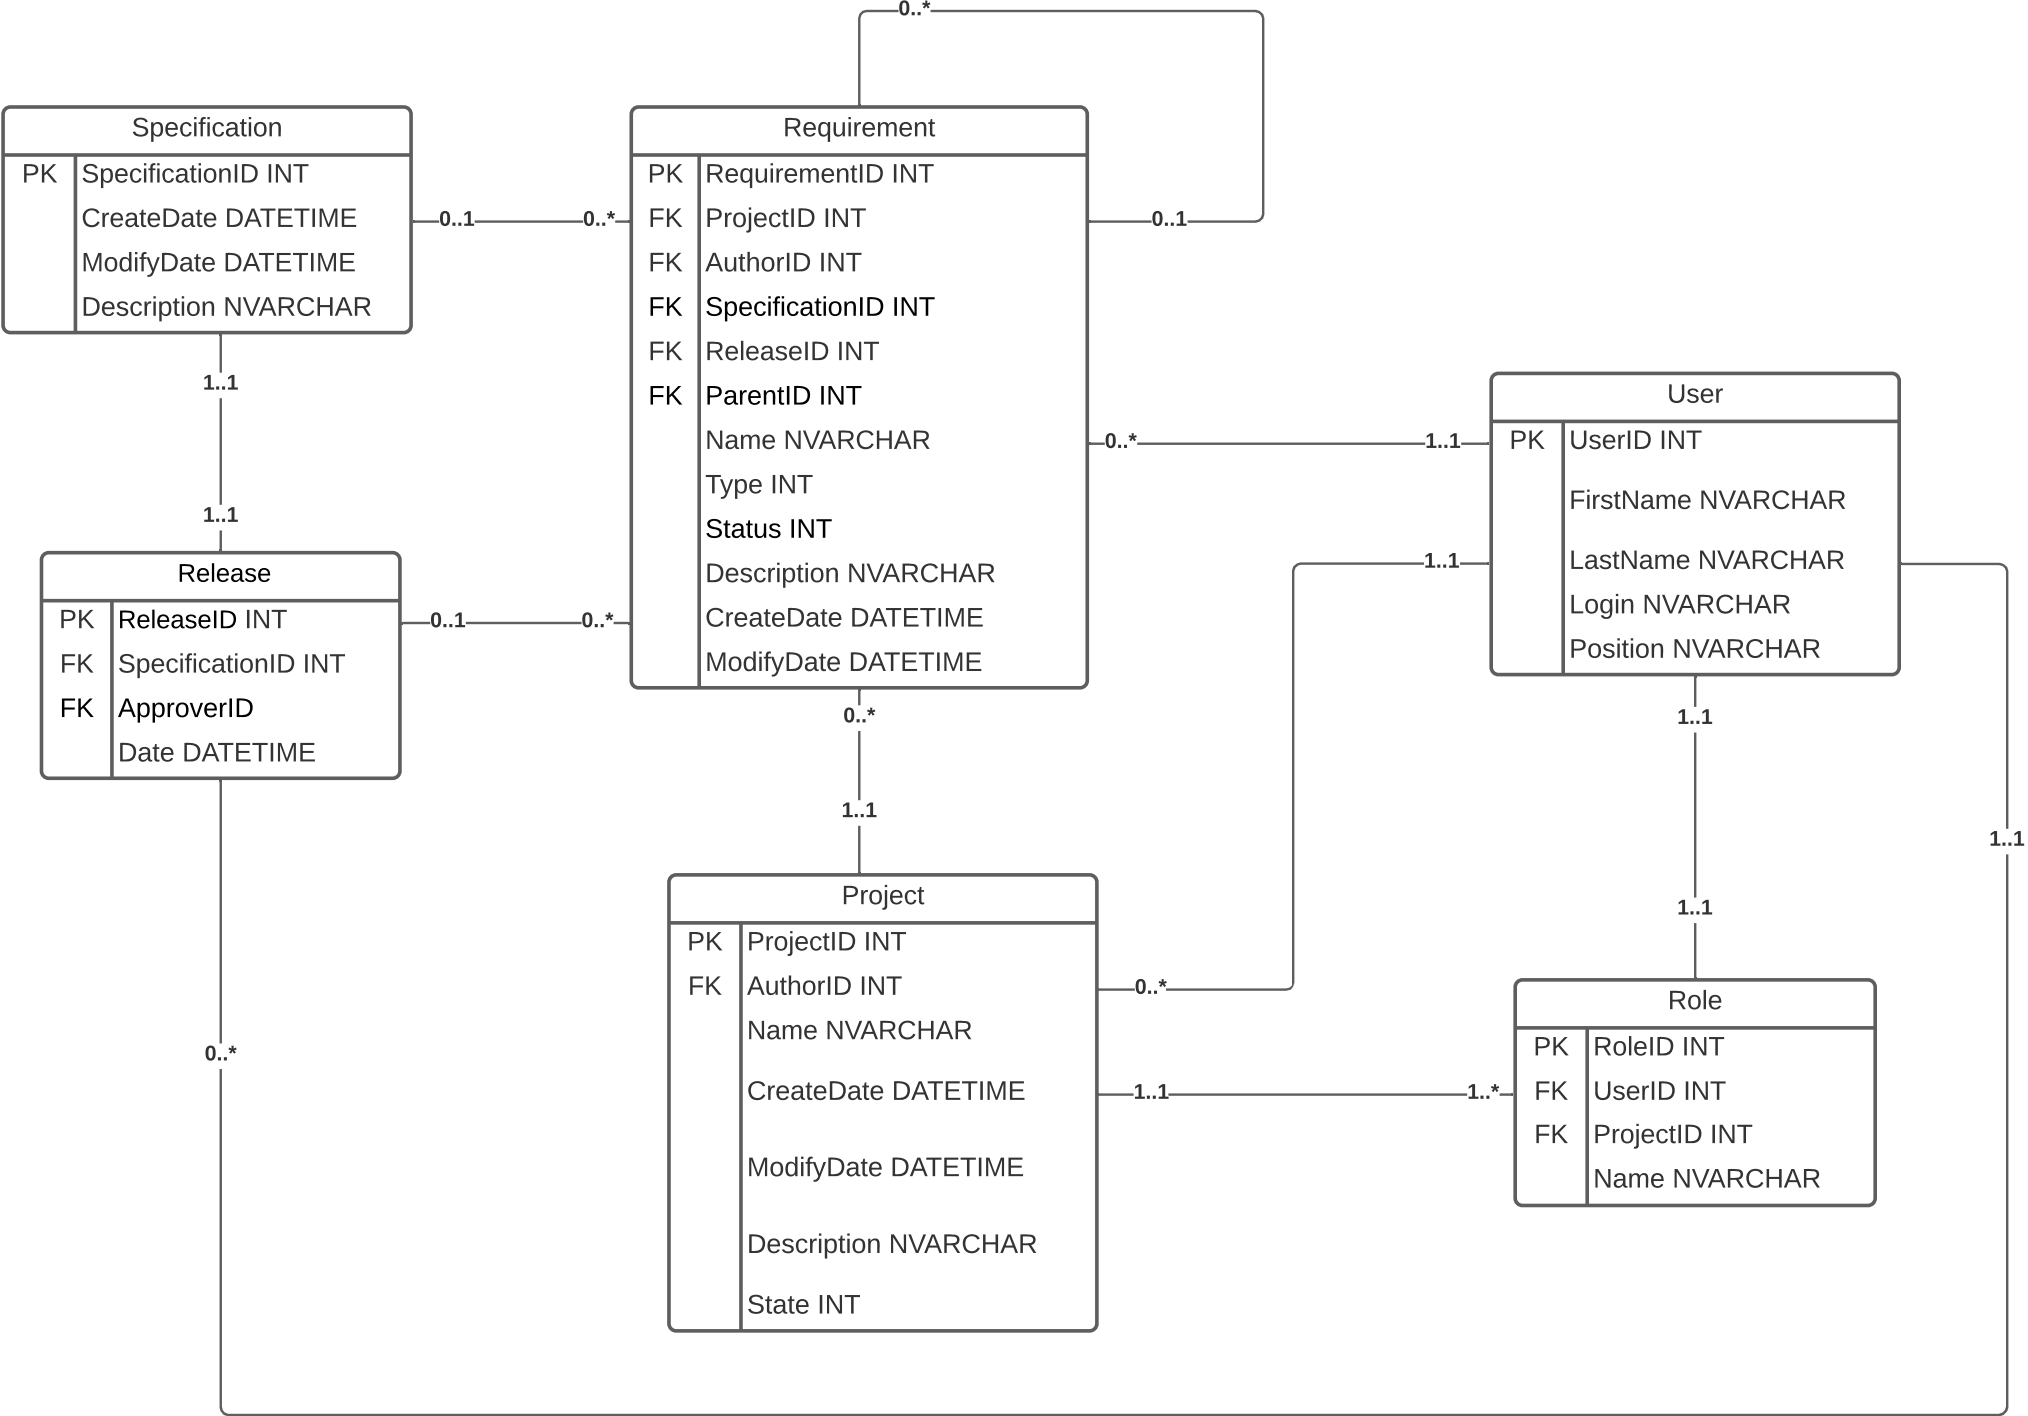 0..*
Specification
PK SpecificationID INT
CreateDate DATETIME
ModifyDate DATETIME
Description NVARCHAR
0..1
0..*
Requirement
PK RequirementID INT
FK ProjectID INT
FK AuthorID INT
FK SpecificationID INT
FK ReleaseID INT
FK ParentID INT
Name NVARCHAR
Type INT
Status INT
Description NVARCHAR
CreateDate DATETIME
ModifyDate DATETIME
0..1
1..1
1..1
Release
PK ReleaseID INT
FK SpecificationID INT
FK ApproverID
Date DATETIME
0..1
0..*
0..*
1..1
1..1
User
PK UserID INT
FirstName NVARCHAR
LastName NVARCHAR
Login NVARCHAR
Position NVARCHAR
0..*
1..1
1..1
1..1
1..1
Project
PK ProjectID INT
FK AuthorID INT
Name NVARCHAR
CreateDate DATETIME
ModifyDate DATETIME
Description NVARCHAR
State INT
0..*
1..1
1..*
Role
PK RoleID INT
FK UserID INT
FK ProjectID INT
Name NVARCHAR
0..*